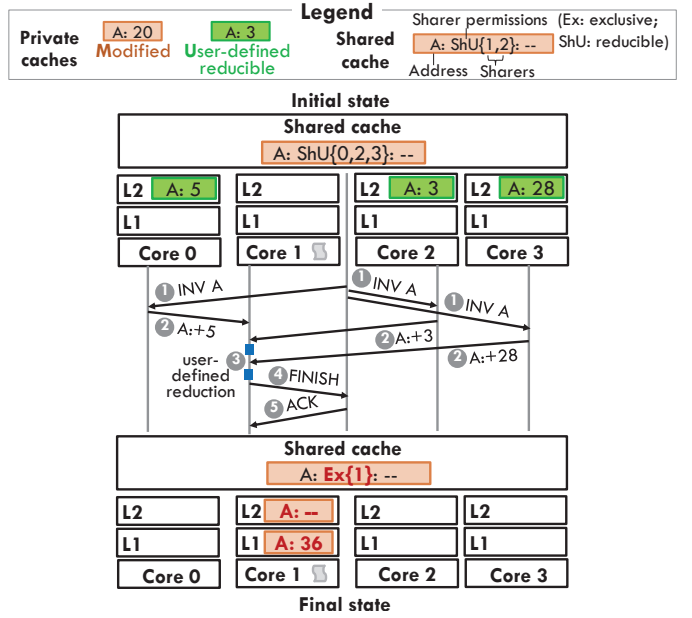 Legend
Private caches
A: 20
Modified
A: 3
User-defined reducible
Shared cache
Sharer permissions (Ex: exclusive; ShU: reducible)
A: ShU{1,2}: --
Address Sharers
Initial state
Shared cache
A: ShU{0,2,3}: --
L2 A: 5
L2
L2 A: 3
L2 A: 28
L1
L1
L1
L1
Core 0
Core 1
Core 2
Core 3
1 INV A
1 INV A
1 INV A
2 A:+5
2 A:+3
2 A:+28
3
user-
defined
reduction
4 FINISH
5 ACK
Shared cache
A: Ex{1}: --
L2
L2 A: --
L2
L2
L1
L1 A: 36
L1
L1
Core 0
Core 1
Core 2
Core 3
Final state